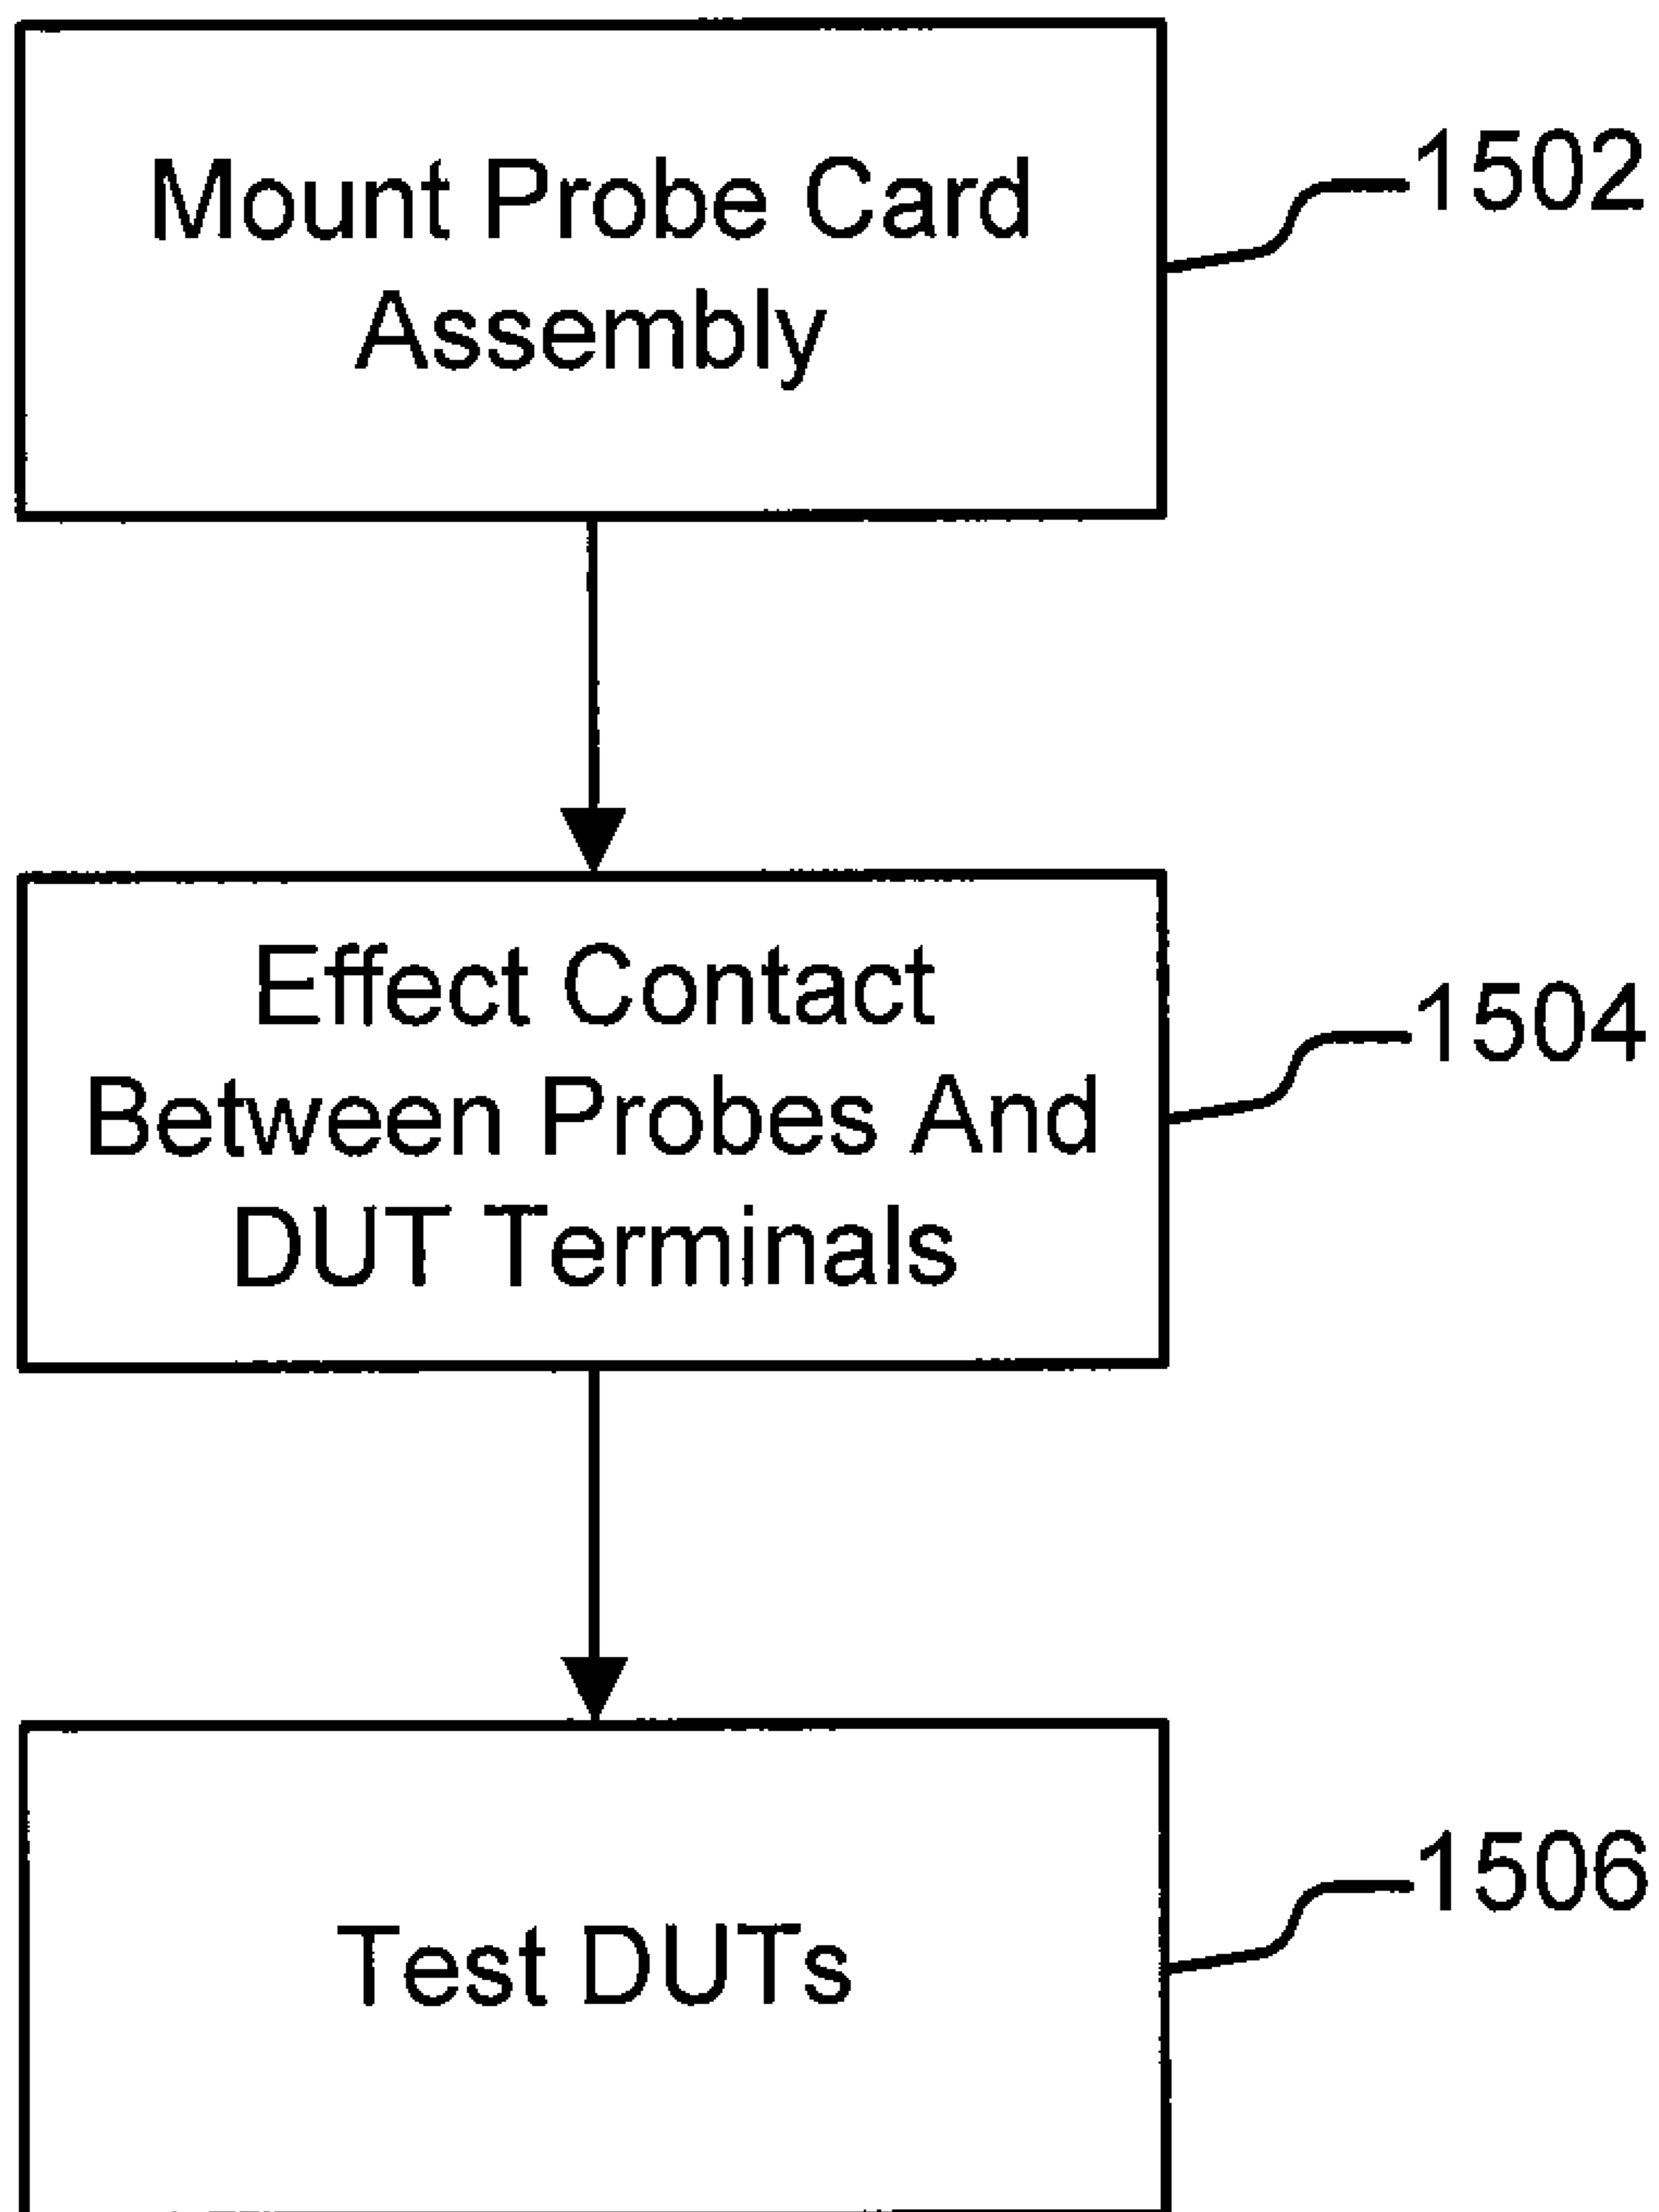 Mount Probe Card
Assembly
1502
Effect Contact
Between Probes And
DUT Terminals
1504
Test DUTs
1506